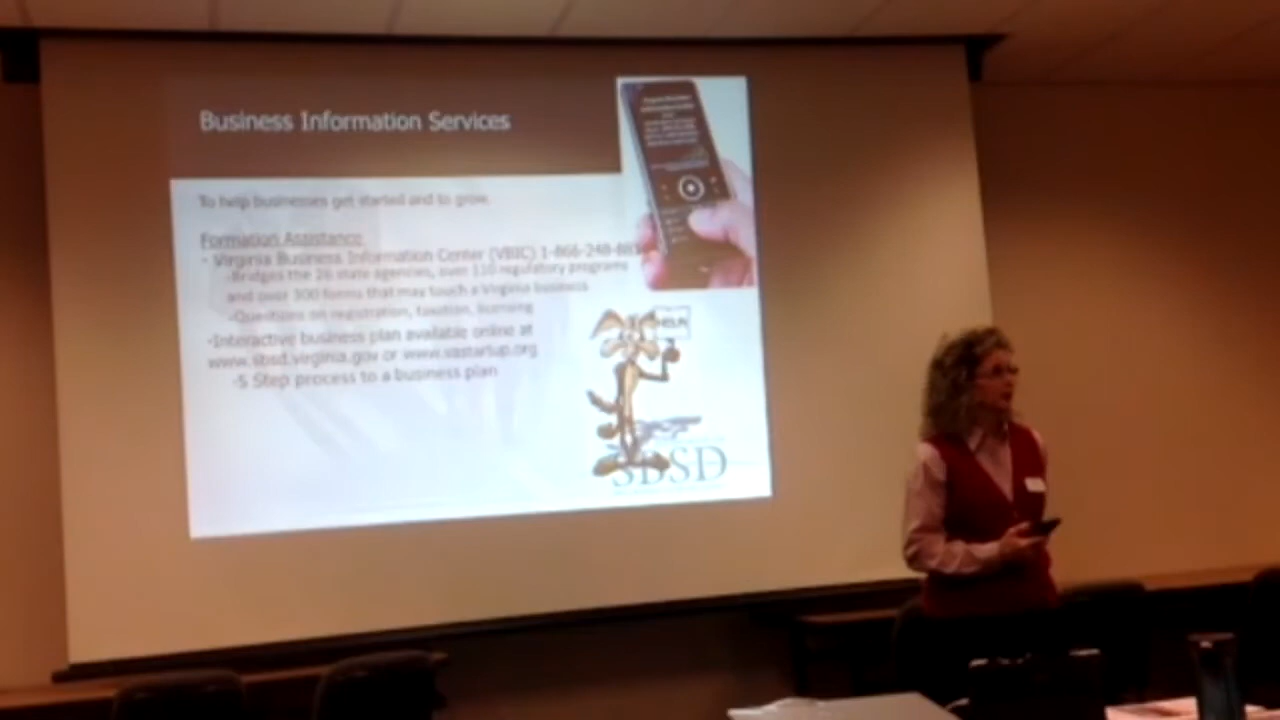 Business Information Services
To help businesses get started and to grow.
Formation Assistance
- Virginia Business Information Center (VBIC) 1-866-248-88
-Bridges the 26 state agencies, over 110 regulatory programs
and over 300 forms that may touch a Virginia business
-Questions on registration, taxation, licensing
-Interactive business plan available online at
www.sbsd.virginia.gov or www.vastartup.org
-5 Step process to a business plan
HELP!
SBSD